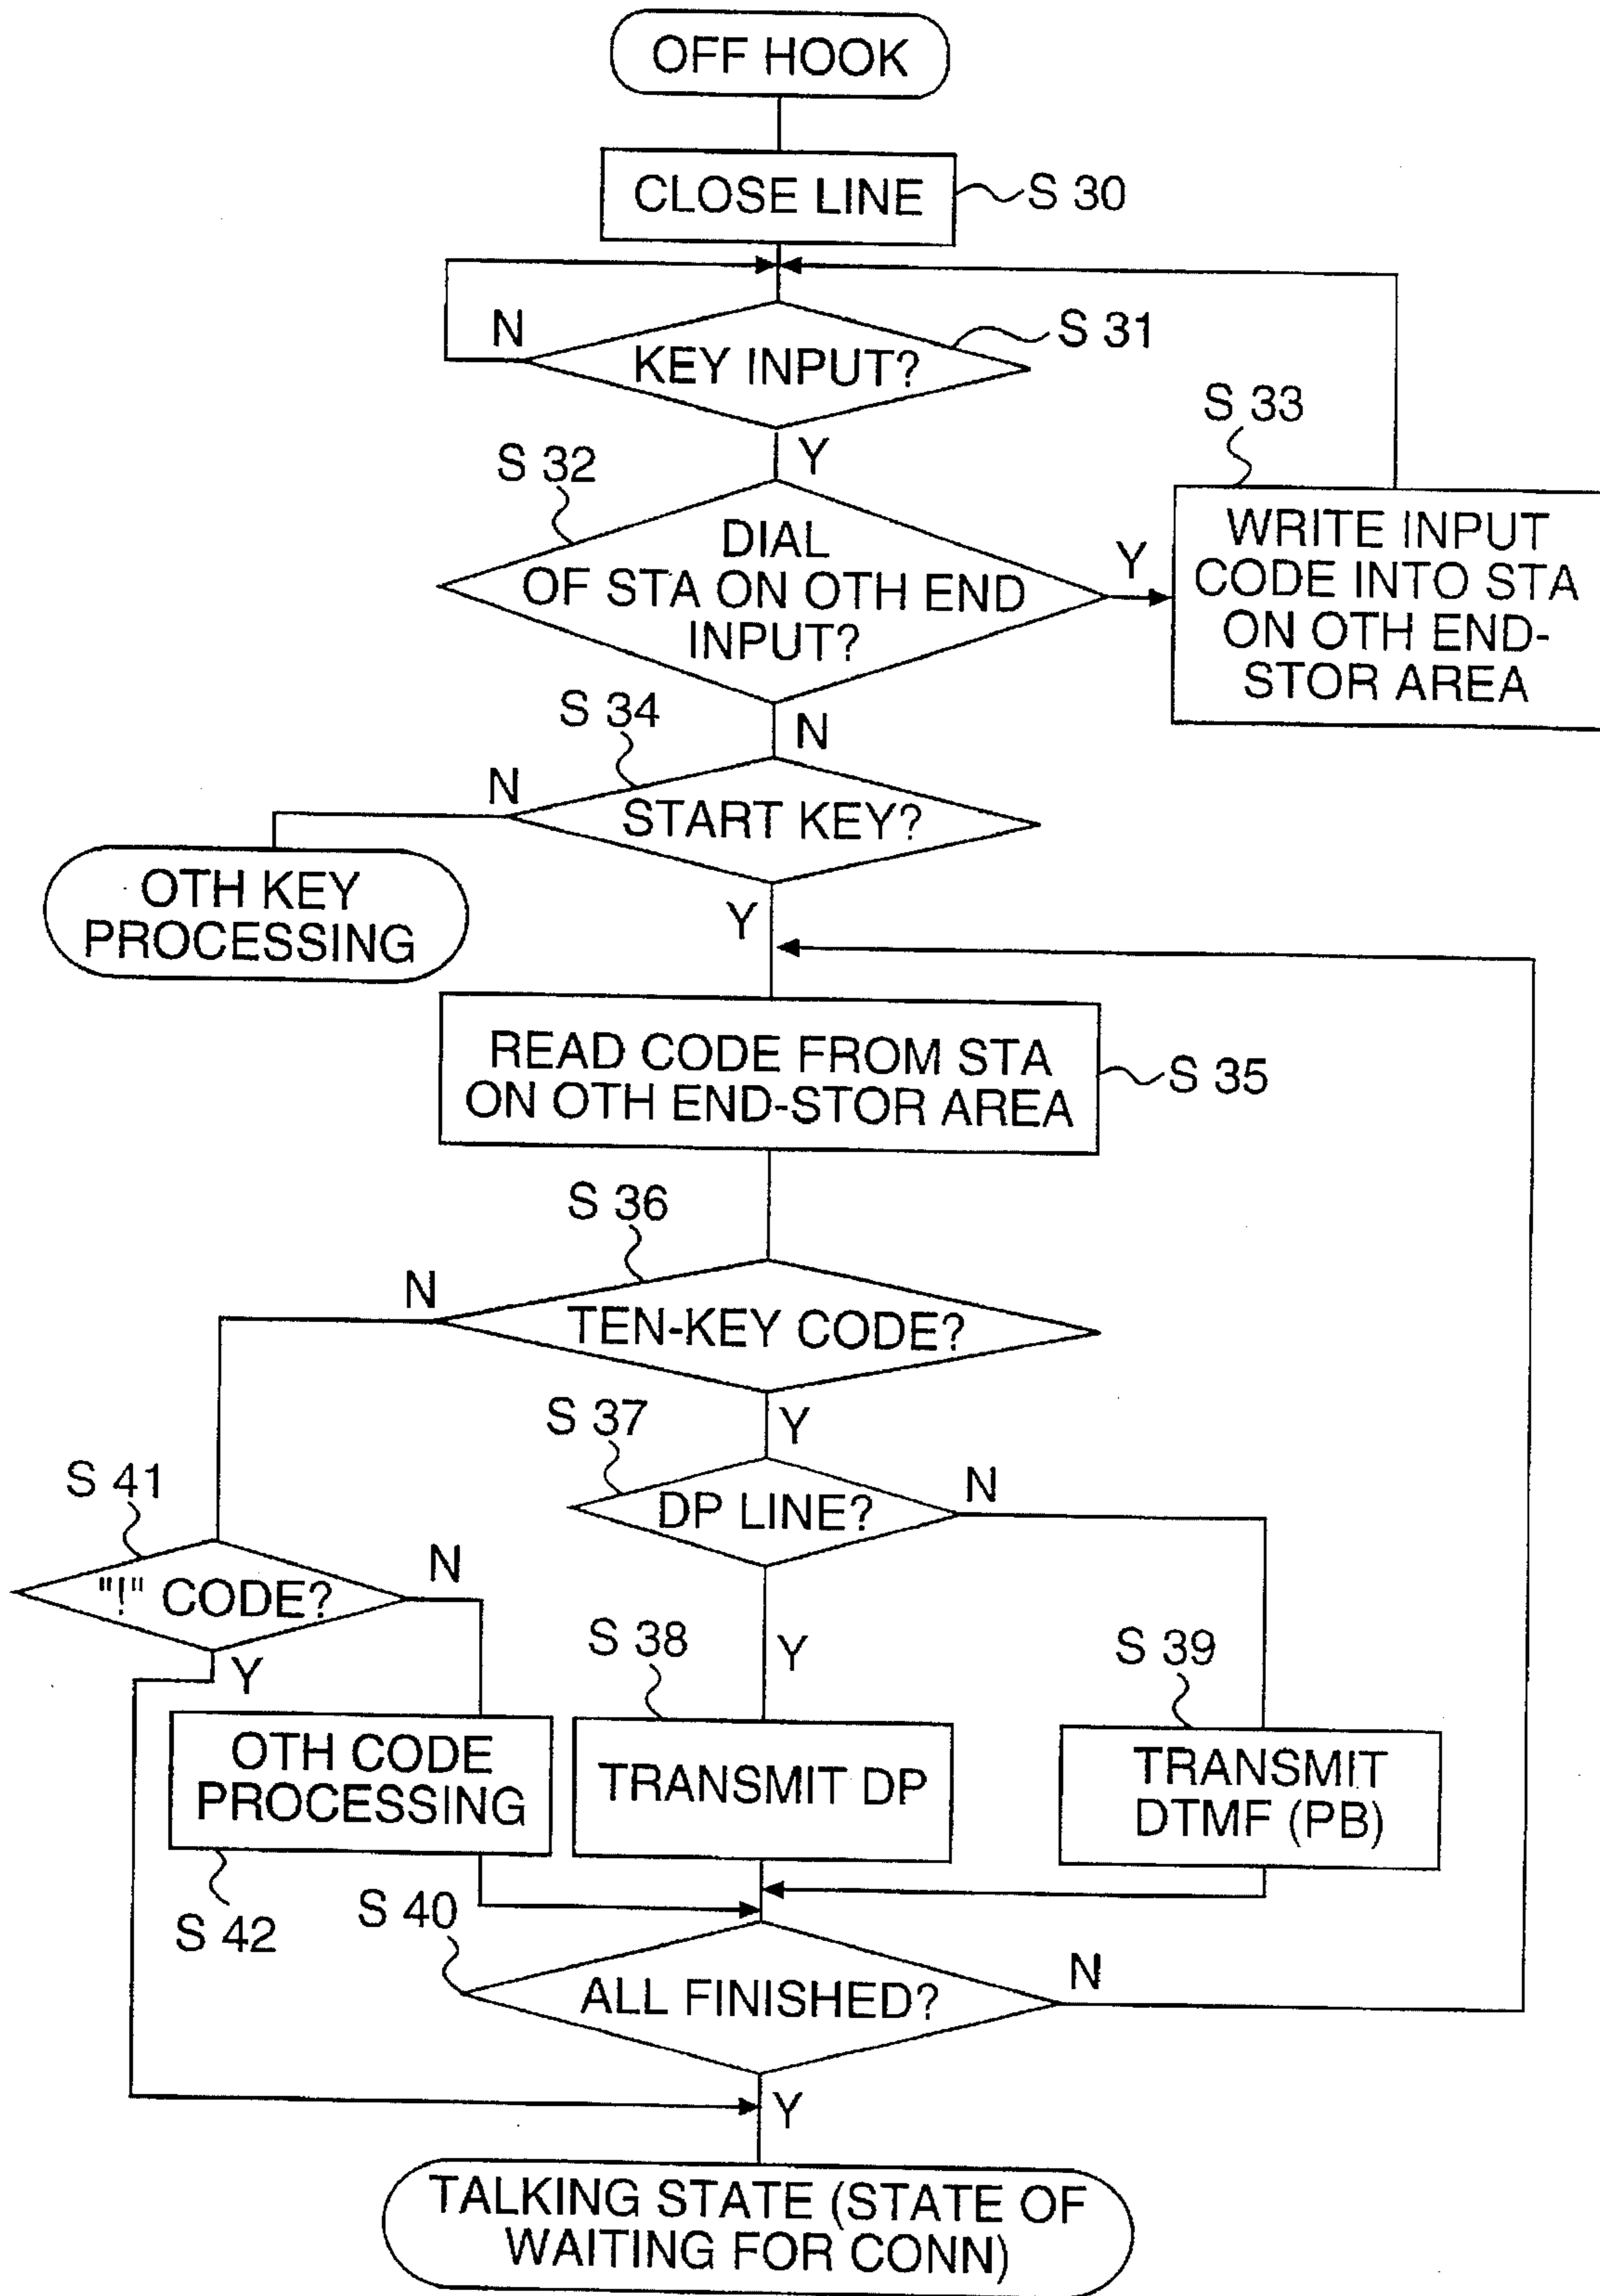 OFF HOOK
CLOSE LINE
S 30
N
KEY INPUT?
S 31
Y
S 32
S 33
DIAL
OF STA ON OTH END
INPUT?
Y
WRITE INPUT
CODE INTO STA
ON OTH END-
STOR AREA
S 34
N
N
START KEY?
OTH KEY
PROCESSING
Y
READ CODE FROM STA
ON OTH END-STOR AREA
S 35
S 36
N
TEN-KEY CODE?
Y
S 37
DP LINE?
N
S 41
"!" CODE?
N
Y
S 38
Y
S 39
OTH CODE
PROCESSING
TRANSMIT DP
TRANSMIT
DTMF (PB)
S 42
S 40
ALL FINISHED?
N
Y
TALKING STATE (STATE OF
WAITING FOR CONN)